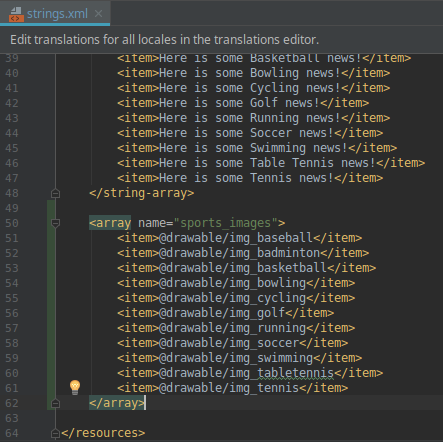 strings.xml
Edit translations for all locales in the translations editor.
39 <item>Here is some Basketball news!</item>
40 <item>Here is some Bowling news!</item>
41 <item>Here is some Cycling news!</item>
42 <item>Here is some Golf news!</item>
43 <item>Here is some Running news!</item>
44 <item>Here is some Soccer news!</item>
45 <item>Here is some Swimming news!</item>
46 <item>Here is some Table Tennis news!</item>
47 <item>Here is some Tennis news!</item>
48 </string-array>
49
50 <array name="sports_images">
51 <item>@drawable/img_baseball</item>
52 <item>@drawable/img_badminton</item>
53 <item>@drawable/img_basketball</item>
54 <item>@drawable/img_bowling</item>
55 <item>@drawable/img_cycling</item>
56 <item>@drawable/img_golf</item>
57 <item>@drawable/img_running</item>
58 <item>@drawable/img_soccer</item>
59 <item>@drawable/img_swimming</item>
60 <item>@drawable/img_tabletennis</item>
61 <item>@drawable/img_tennis</item>
62 </array>
63
64 </resources>